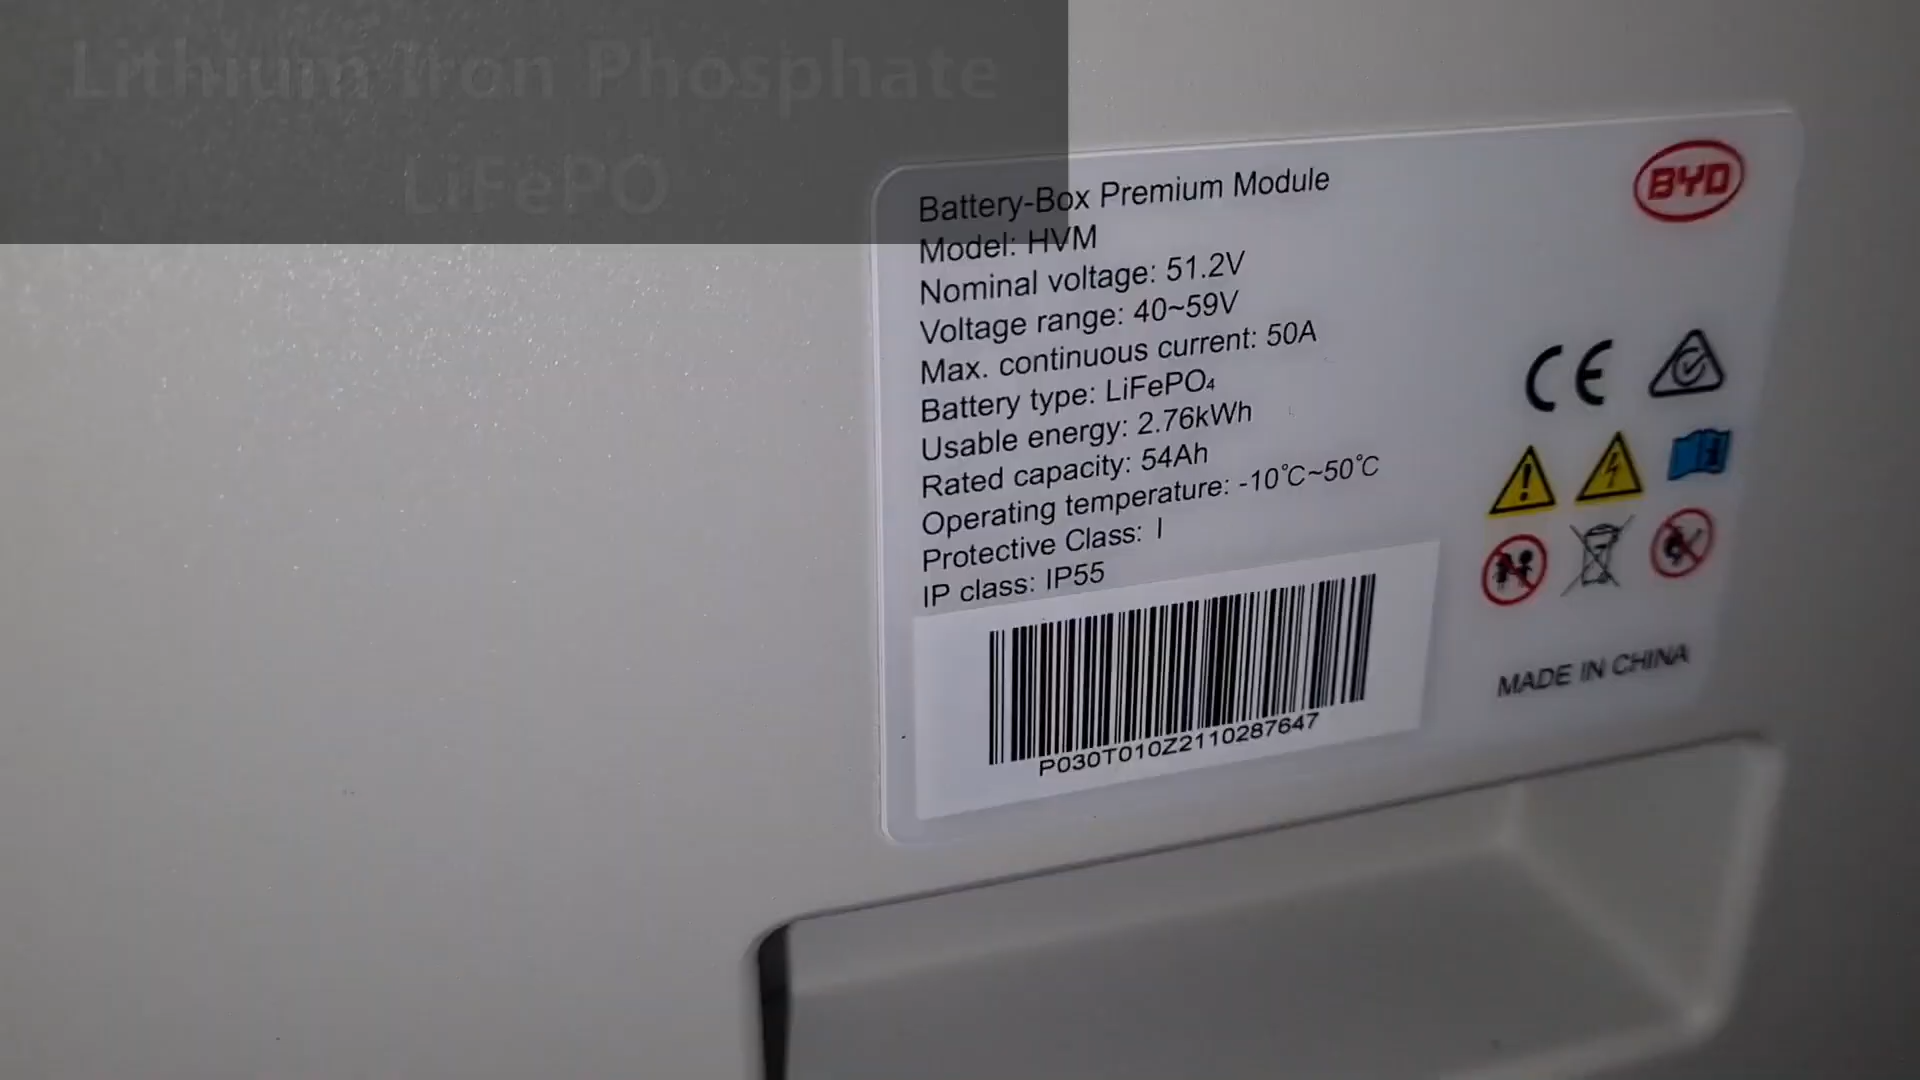 Lithium Iron Phosphate
LiFePO
Battery-Box Premium Module
BYD
Model: HVM
Nominal voltage: 51.2V
Voltage range: 40~59V
Max. continuous current: 50A
Battery type: LiFePO₄
Usable energy: 2.76kWh
Rated capacity: 54Ah
Operating temperature: -10℃~50℃
Protective Class: I
IP class: IP55
CE
P030T010Z2110287647
MADE IN CHINA